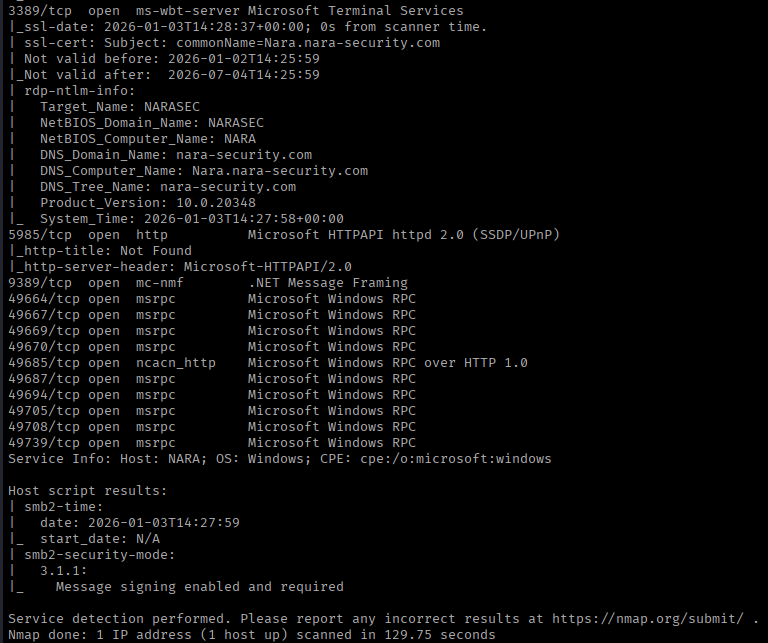 3389/tcp  open  ms-wbt-server Microsoft Terminal Services
|_ssl-date: 2026-01-03T14:28:37+00:00; 0s from scanner time.
| ssl-cert: Subject: commonName=Nara.nara-security.com
| Not valid before: 2026-01-02T14:25:59
|_Not valid after:  2026-07-04T14:25:59
| rdp-ntlm-info:
|   Target_Name: NARASEC
|   NetBIOS_Domain_Name: NARASEC
|   NetBIOS_Computer_Name: NARA
|   DNS_Domain_Name: nara-security.com
|   DNS_Computer_Name: Nara.nara-security.com
|   DNS_Tree_Name: nara-security.com
|   Product_Version: 10.0.20348
|_  System_Time: 2026-01-03T14:27:58+00:00
5985/tcp  open  http          Microsoft HTTPAPI httpd 2.0 (SSDP/UPnP)
|_http-title: Not Found
|_http-server-header: Microsoft-HTTPAPI/2.0
9389/tcp  open  mc-nmf        .NET Message Framing
49664/tcp open  msrpc         Microsoft Windows RPC
49667/tcp open  msrpc         Microsoft Windows RPC
49669/tcp open  msrpc         Microsoft Windows RPC
49670/tcp open  msrpc         Microsoft Windows RPC
49685/tcp open  ncacn_http    Microsoft Windows RPC over HTTP 1.0
49687/tcp open  msrpc         Microsoft Windows RPC
49694/tcp open  msrpc         Microsoft Windows RPC
49705/tcp open  msrpc         Microsoft Windows RPC
49708/tcp open  msrpc         Microsoft Windows RPC
49739/tcp open  msrpc         Microsoft Windows RPC
Service Info: Host: NARA; OS: Windows; CPE: cpe:/o:microsoft:windows

Host script results:
| smb2-time:
|   date: 2026-01-03T14:27:59
|_  start_date: N/A
| smb2-security-mode:
|   3.1.1:
|_    Message signing enabled and required

Service detection performed. Please report any incorrect results at https://nmap.org/submit/ .
Nmap done: 1 IP address (1 host up) scanned in 129.75 seconds